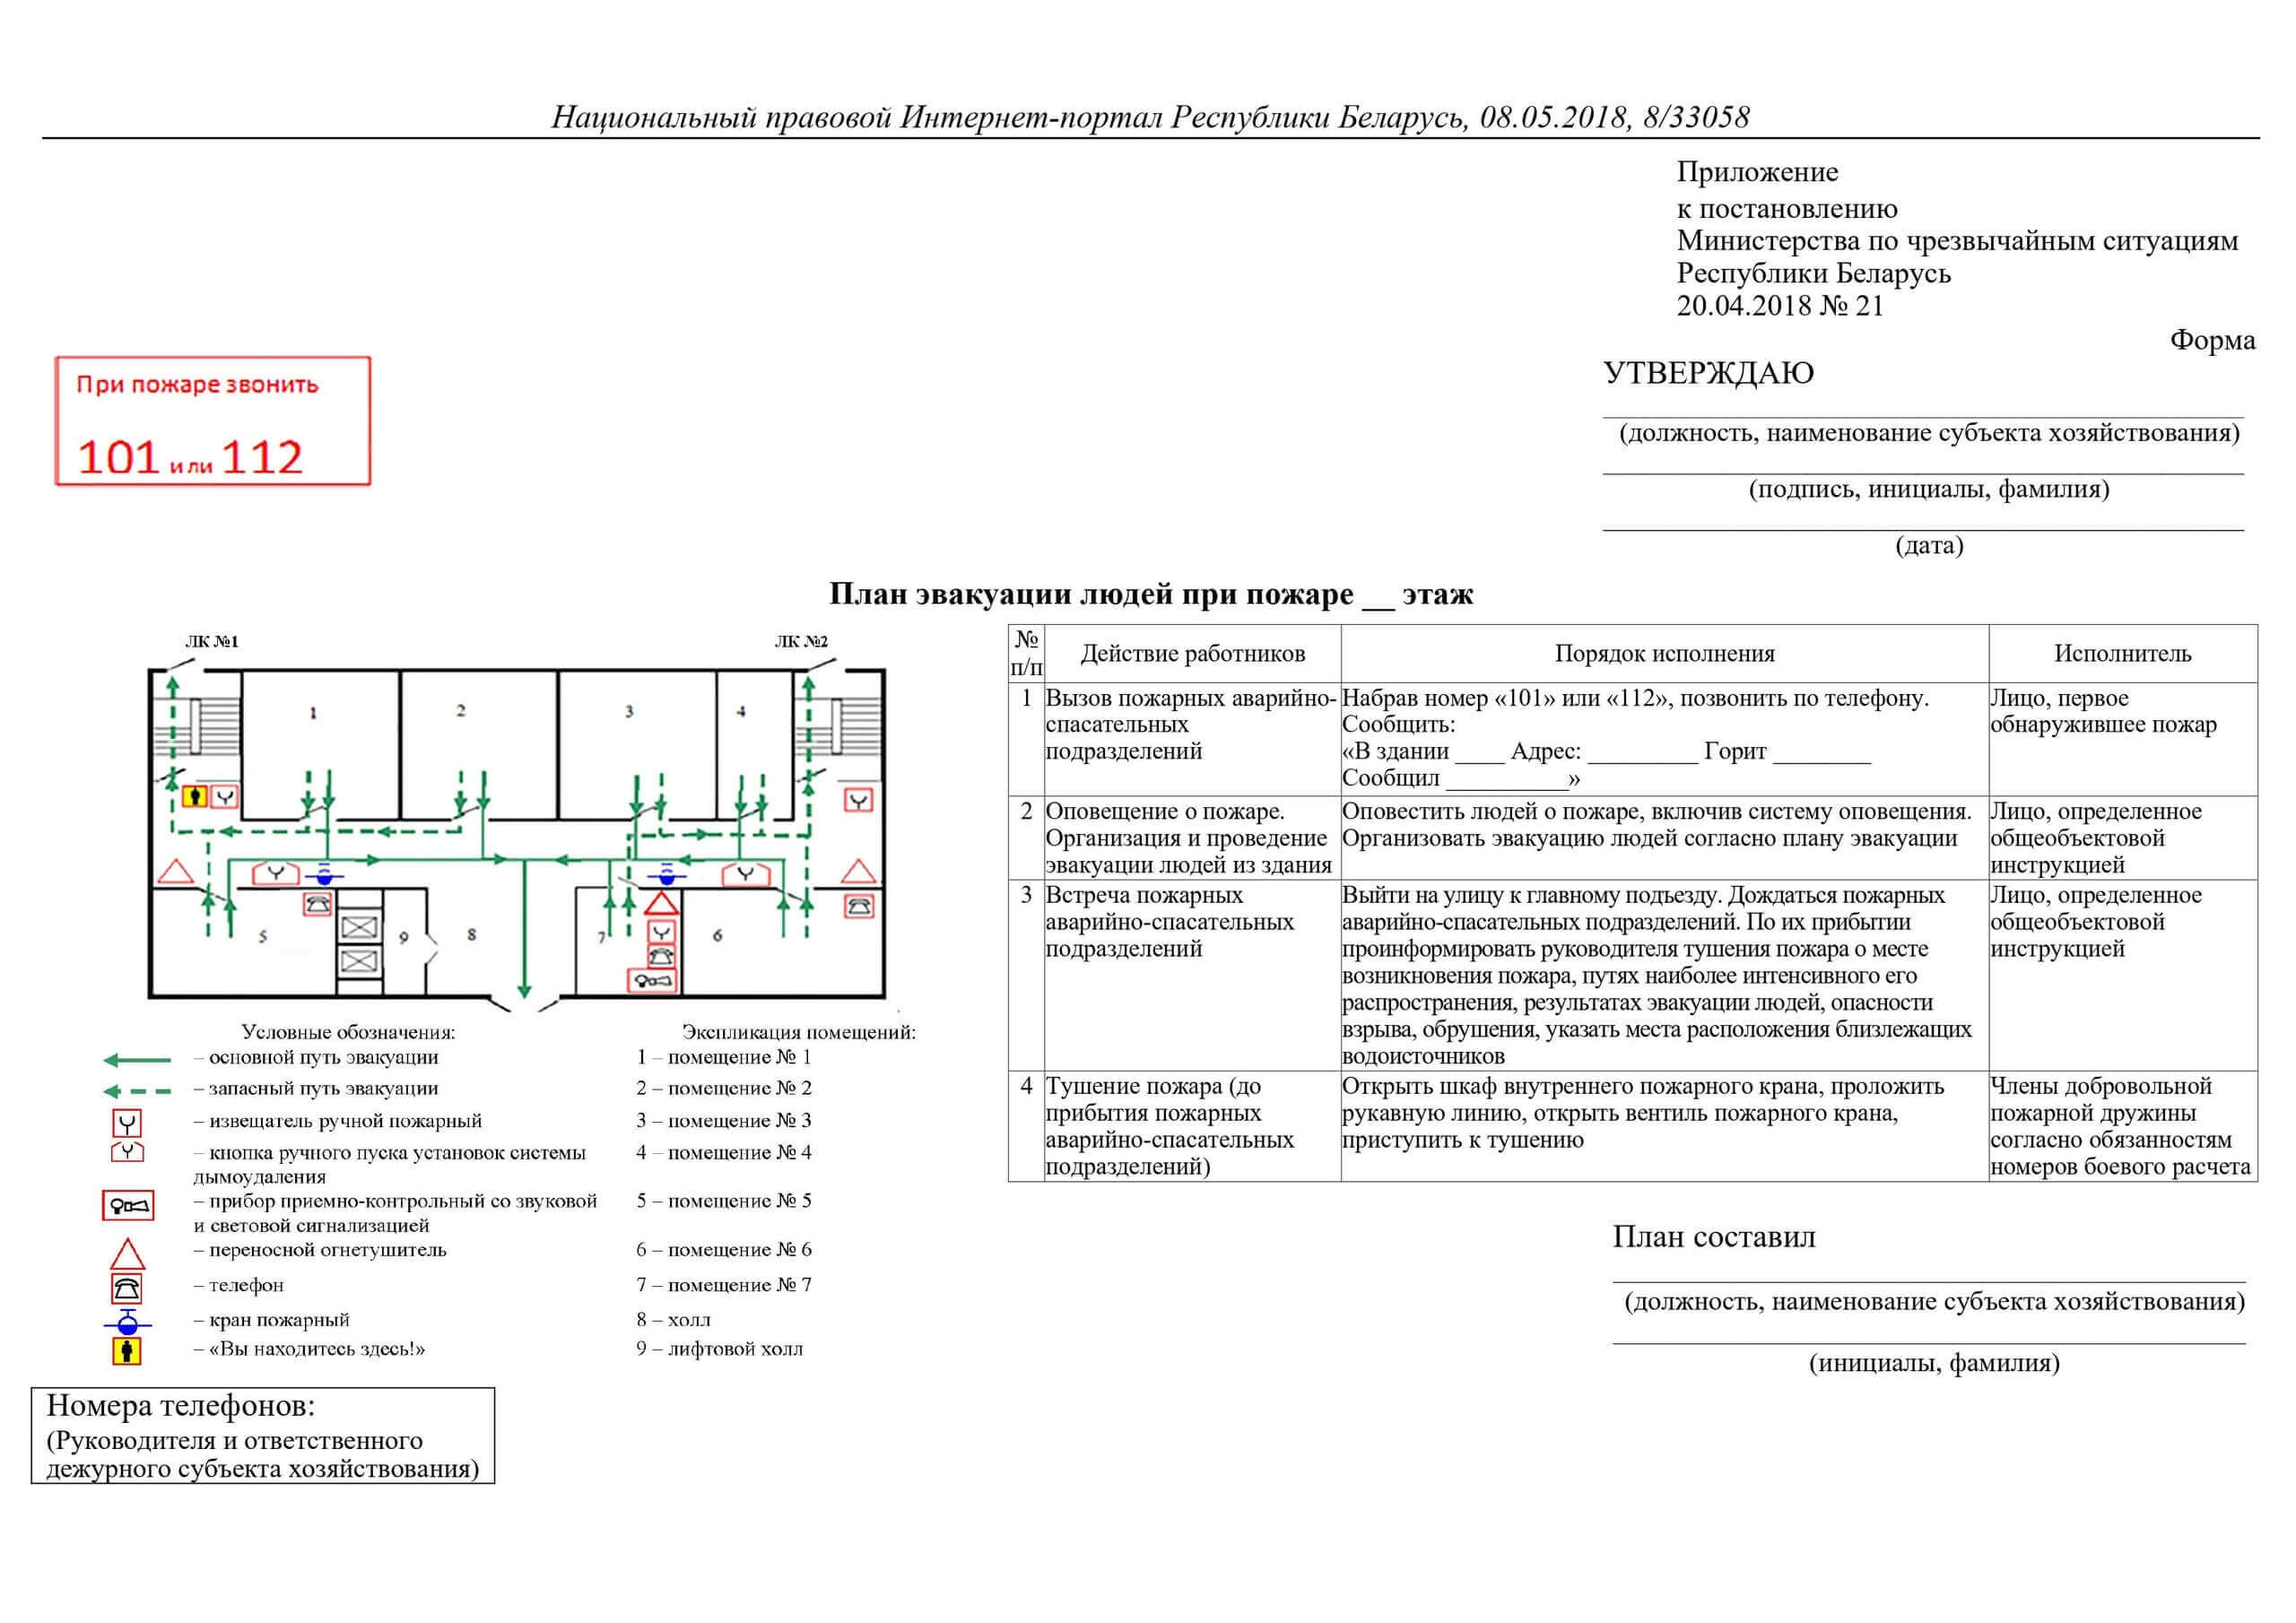 Национальный правовой Интернет-портал Республики Беларусь, 08.05.2018, 8/33058
Приложение
к постановлению
Министерства по чрезвычайным ситуациям
Республики Беларусь
20.04.2018 № 21
Форма
При пожаре звонить
101 или 112
УТВЕРЖДАЮ
(должность, наименование субъекта хозяйствования)
(подпись, инициалы, фамилия)
(дата)
План эвакуации людей при пожаре __ этаж
ЛК №1
ЛК №2
1
2
3
4
5
9
8
7
6
Условные обозначения:
– основной путь эвакуации
– запасный путь эвакуации
– извещатель ручной пожарный
– кнопка ручного пуска установок системы
дымоудаления
– прибор приемно-контрольный со звуковой
и световой сигнализацией
– переносной огнетушитель
– телефон
– кран пожарный
– «Вы находитесь здесь!»
Экспликация помещений:
1 – помещение № 1
2 – помещение № 2
3 – помещение № 3
4 – помещение № 4
5 – помещение № 5
6 – помещение № 6
7 – помещение № 7
8 – холл
9 – лифтовой холл
Номера телефонов:
(Руководителя и ответственного
дежурного субъекта хозяйствования)
№
п/п
Действие работников
Порядок исполнения
Исполнитель
1
Вызов пожарных аварийно-
спасательных
подразделений
Набрав номер «101» или «112», позвонить по телефону.
Сообщить:
«В здании ____ Адрес: _________ Горит ________
Сообщил __________»
Лицо, первое
обнаружившее пожар
2
Оповещение о пожаре.
Организация и проведение
эвакуации людей из здания
Оповестить людей о пожаре, включив систему оповещения.
Организовать эвакуацию людей согласно плану эвакуации
Лицо, определенное
общеобъектовой
инструкцией
3
Встреча пожарных
аварийно-спасательных
подразделений
Выйти на улицу к главному подъезду. Дождаться пожарных
аварийно-спасательных подразделений. По их прибытии
проинформировать руководителя тушения пожара о месте
возникновения пожара, путях наиболее интенсивного его
распространения, результатах эвакуации людей, опасности
взрыва, обрушения, указать места расположения близлежащих
водоисточников
Лицо, определенное
общеобъектовой
инструкцией
4
Тушение пожара (до
прибытия пожарных
аварийно-спасательных
подразделений)
Открыть шкаф внутреннего пожарного крана, проложить
рукавную линию, открыть вентиль пожарного крана,
приступить к тушению
Члены добровольной
пожарной дружины
согласно обязанностям
номеров боевого расчета
План составил
(должность, наименование субъекта хозяйствования)
(инициалы, фамилия)